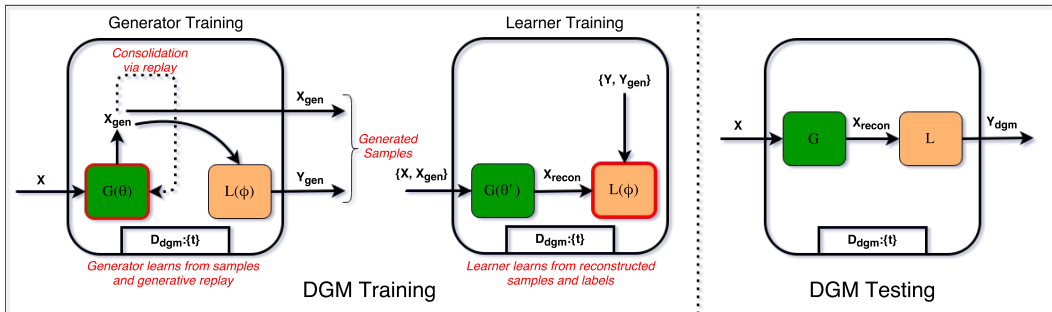 Generator Training
Consolidation
via replay
X_gen
X_gen
Generated
Samples
X
G(θ)
L(ϕ)
Y_gen
D_dgm:{t}
Generator learns from samples
and generative replay
Learner Training
{Y, Y_gen}
{X, X_gen}
G(θ′)
X_recon
L(ϕ)
D_dgm:{t}
Learner learns from reconstructed
samples and labels
DGM Training
X
G
X_recon
L
Y_dgm
D_dgm:{t}
DGM Testing